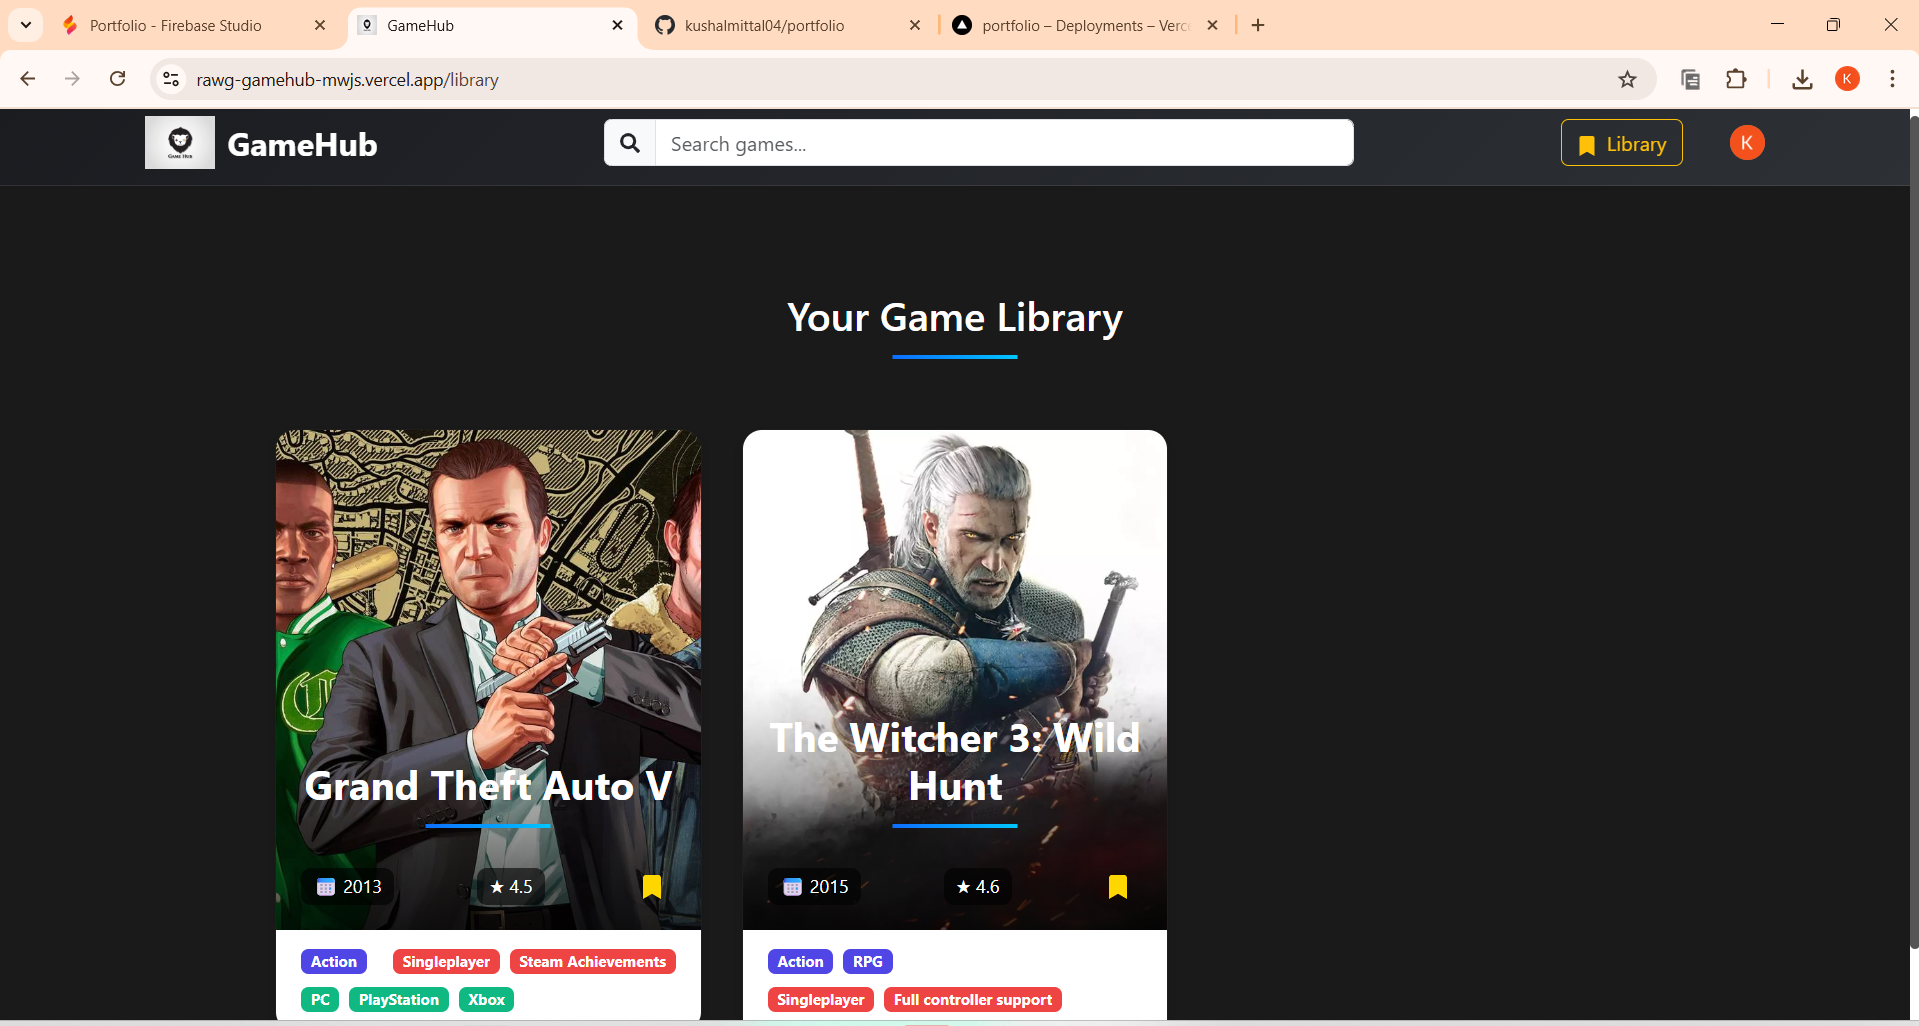 Portfolio - Firebase Studio
GameHub
kushalmittal04/portfolio
portfolio – Deployments – Verc
rawg-gamehub-mwjs.vercel.app/library
K
GAME HUB
GameHub
Search games...
Library
K
Your Game Library
Grand Theft Auto V
2013
★ 4.5
Action
Singleplayer
Steam Achievements
PC
PlayStation
Xbox
The Witcher 3: Wild
Hunt
2015
★ 4.6
Action
RPG
Singleplayer
Full controller support